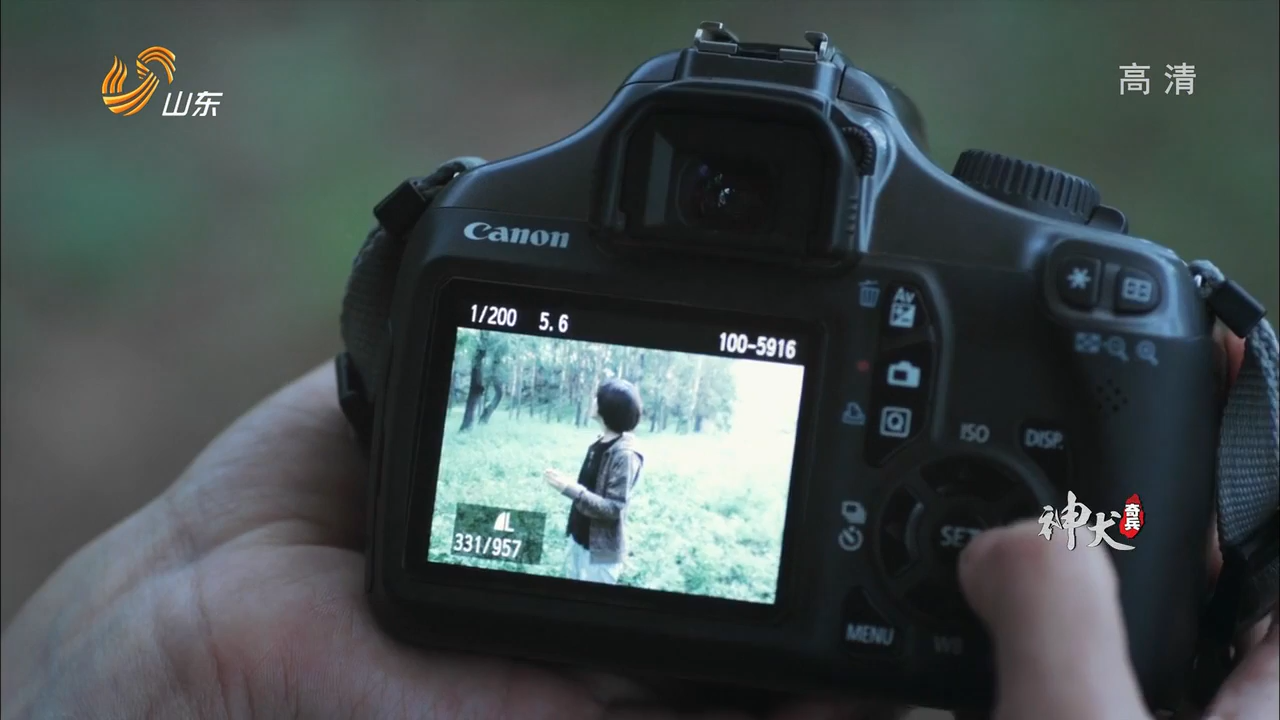 山东
高清
Canon
1/200 5.6
100-5916
Av
Q
ISO
DISP.
L
331/957
SET
神犬
奇兵
MENU
WB